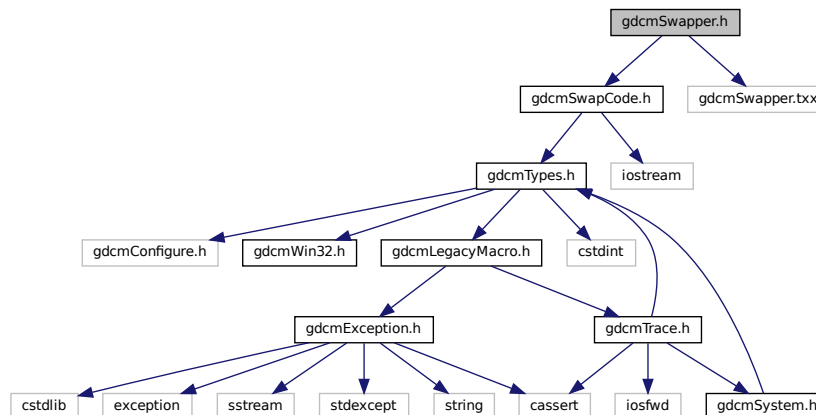 gdcmSwapper.h
gdcmSwapCode.h
gdcmSwapper.txx
gdcmTypes.h
iostream
gdcmConfigure.h
gdcmWin32.h
gdcmLegacyMacro.h
cstdint
gdcmException.h
gdcmTrace.h
cstdlib
exception
sstream
stdexcept
string
cassert
iosfwd
gdcmSystem.h